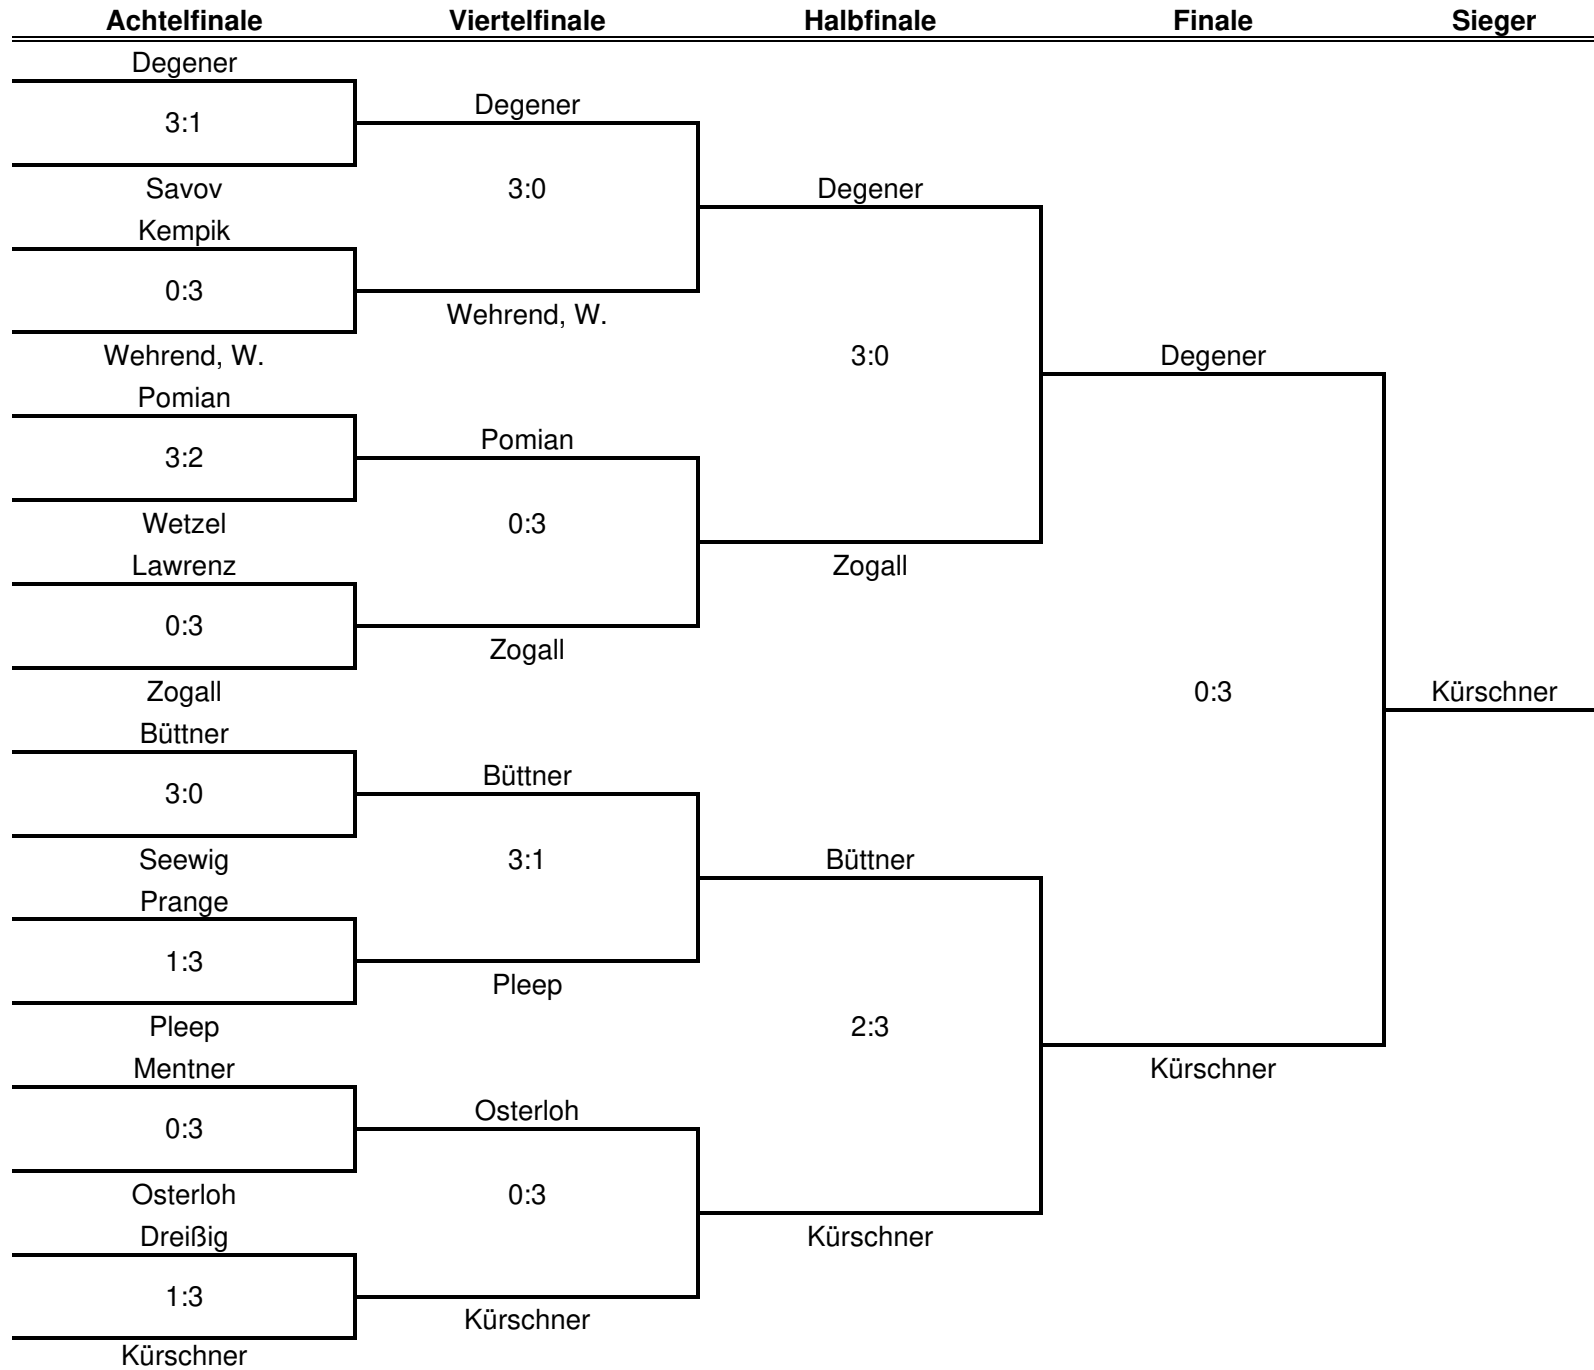 Achtelfinale Viertelfinale Halbfinale Finale Sieger
Degener
Degener
3:1
Savov 3:0 Degener
Kempik
0:3
Wehrend, W.
Wehrend, W. 3:0 Degener
Pomian
Pomian
3:2
Wetzel 0:3
Lawrenz Zogall
0:3
Zogall
Zogall 0:3 Kürschner
Büttner
Büttner
3:0
Seewig 3:1 Büttner
Prange
1:3
Pleep
Pleep 2:3
Mentner Kürschner
Osterloh
0:3
Osterloh 0:3
Dreißig Kürschner
1:3
Kürschner
Kürschner